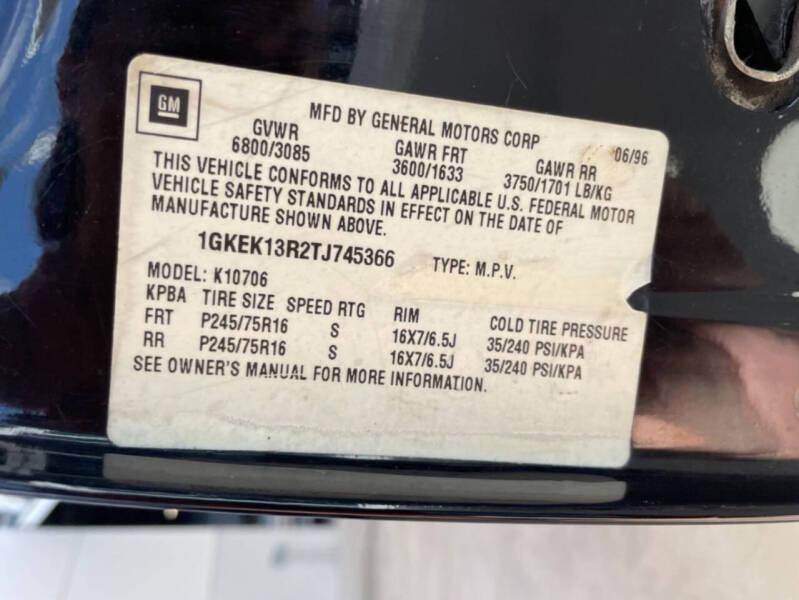 GM
MFD BY GENERAL MOTORS CORP 06/96
GVWR GAWR FRT GAWR RR
6800/3085 3600/1633 3750/1701 LB/KG
THIS VEHICLE CONFORMS TO ALL APPLICABLE U.S. FEDERAL MOTOR
VEHICLE SAFETY STANDARDS IN EFFECT ON THE DATE OF
MANUFACTURE SHOWN ABOVE.
1GKEK13R2TJ745366 TYPE: M.P.V.
MODEL: K10706
KPBA TIRE SIZE SPEED RTG RIM COLD TIRE PRESSURE
FRT P245/75R16 S 16X7/6.5J 35/240 PSI/KPA
RR P245/75R16 S 16X7/6.5J 35/240 PSI/KPA
SEE OWNER'S MANUAL FOR MORE INFORMATION.